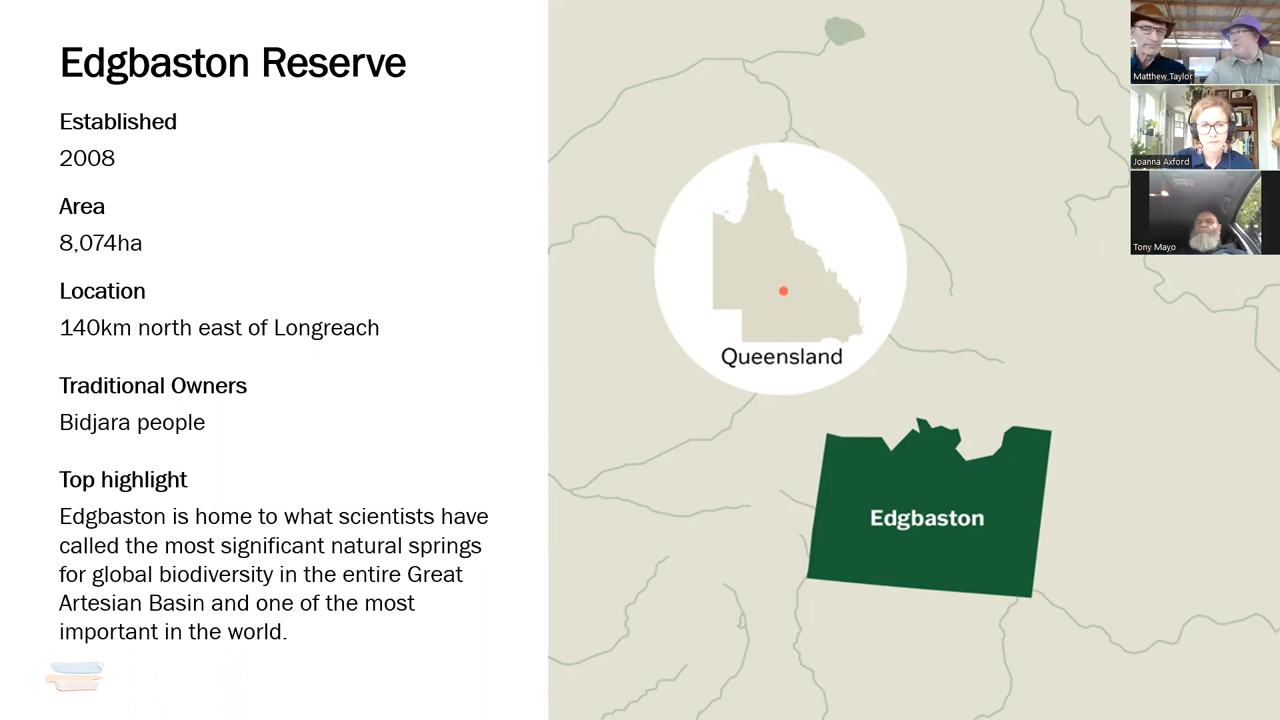 Edgbaston Reserve
Established
2008
Area
8,074ha
Location
140km north east of Longreach
Traditional Owners
Bidjara people
Top highlight
Edgbaston is home to what scientists have
called the most significant natural springs
for global biodiversity in the entire Great
Artesian Basin and one of the most
important in the world.
Queensland
Edgbaston
Matthew Taylor
Joanna Axford
Tony Mayo